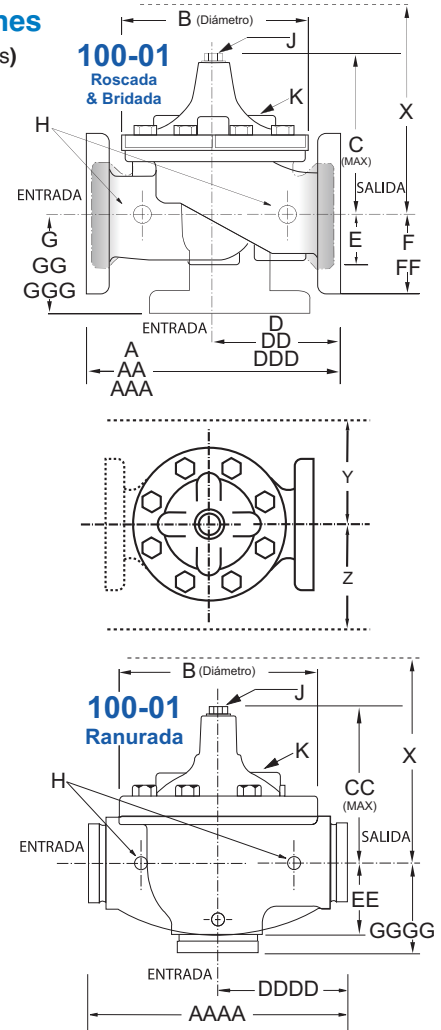 nes
s)
B (Diámetro)
J
100-01
Roscada
& Bridada
K
X
H
C
(MAX)
ENTRADA
SALIDA
E
G
GG
GGG
F
FF
ENTRADA
D
DD
DDD
A
AA
AAA
Y
Z
B (Diámetro)
J
100-01
Ranurada
K
X
H
CC
(MAX)
ENTRADA
SALIDA
EE
GGGG
ENTRADA
DDDD
AAAA